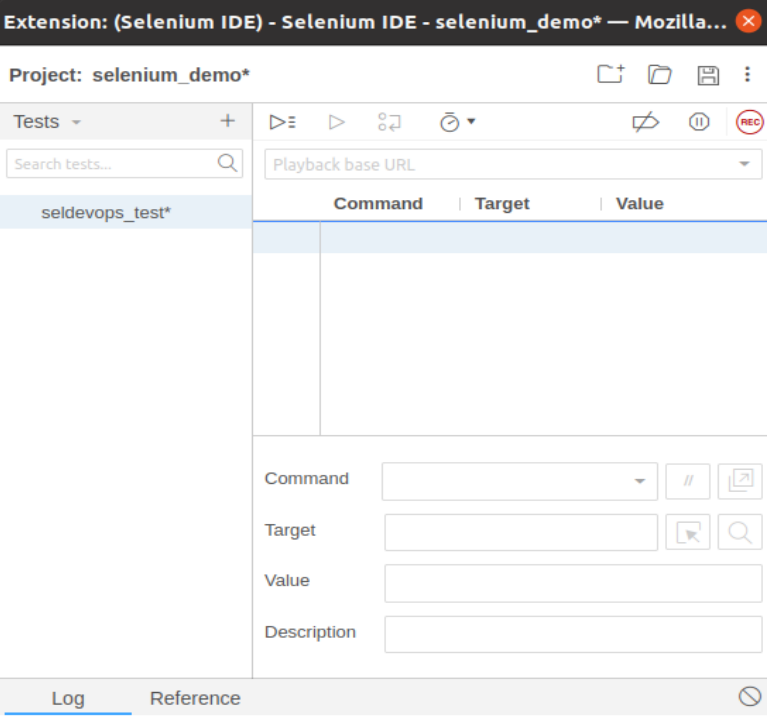 Extension: (Selenium IDE) - Selenium IDE - selenium_demo* — Mozilla...
Project: selenium_demo*
Tests
REC
Search tests...
Playback base URL
Command Target Value
seldevops_test*
Command
//
Target
Value
Description
Log Reference